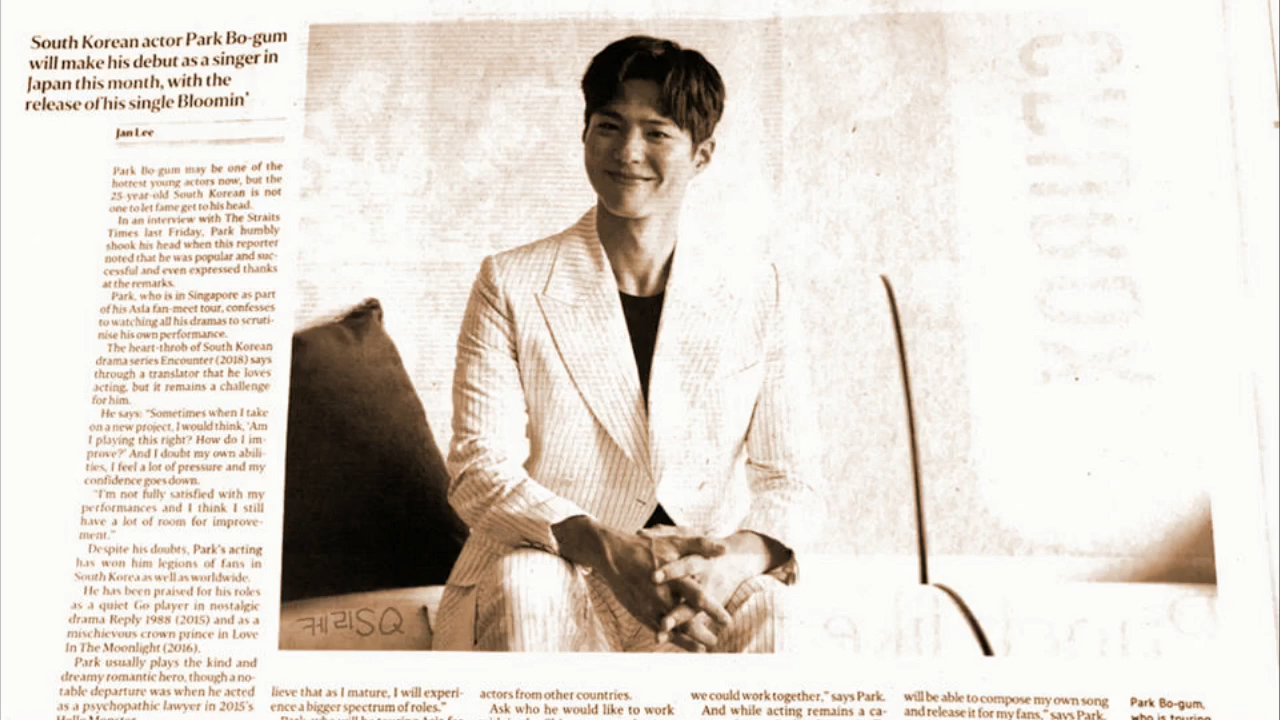 South Korean actor Park Bo-gum
will make his debut as a singer in
Japan this month, with the
release of his single Bloomin'
Jan Lee
Park Bo-gum may be one of the
hottest young actors now, but the
25-year-old South Korean is not
one to let fame get to his head.
In an interview with The Straits
Times last Friday, Park humbly
shook his head when this reporter
noted that he was popular and suc-
cessful and even expressed thanks
at the remarks.
Park, who is in Singapore as part
of his Asia fan-meet tour, confesses
to watching all his dramas to scruti-
nise his own performance.
The heart-throb of South Korean
drama series Encounter (2018) says
through a translator that he loves
acting, but it remains a challenge
for him.
He says: "Sometimes when I take
on a new project, I would think, 'Am
I playing this right? How do I im-
prove?' And I doubt my own abili-
ties, I feel a lot of pressure and my
confidence goes down.
"I'm not fully satisfied with my
performances and I think I still
have a lot of room for improve-
ment."
Despite his doubts, Park's acting
has won him legions of fans in
South Korea as well as worldwide.
He has been praised for his roles
as a quiet Go player in nostalgic
drama Reply 1988 (2015) and as a
mischievous crown prince in Love
In The Moonlight (2016).
Park usually plays the kind and
dreamy romantic hero, though a no-
table departure was when he acted
as a psychopathic lawyer in 2015's
Hello Monster
lieve that as I mature, I will experi-
ence a bigger spectrum of roles."
actors from other countries.
Ask who he would like to work
we could work together," says Park.
And while acting remains a ca-
will be able to compose my own song
and release it for my fans," says Park
Park Bo-gum,
who is touring
케리SQ